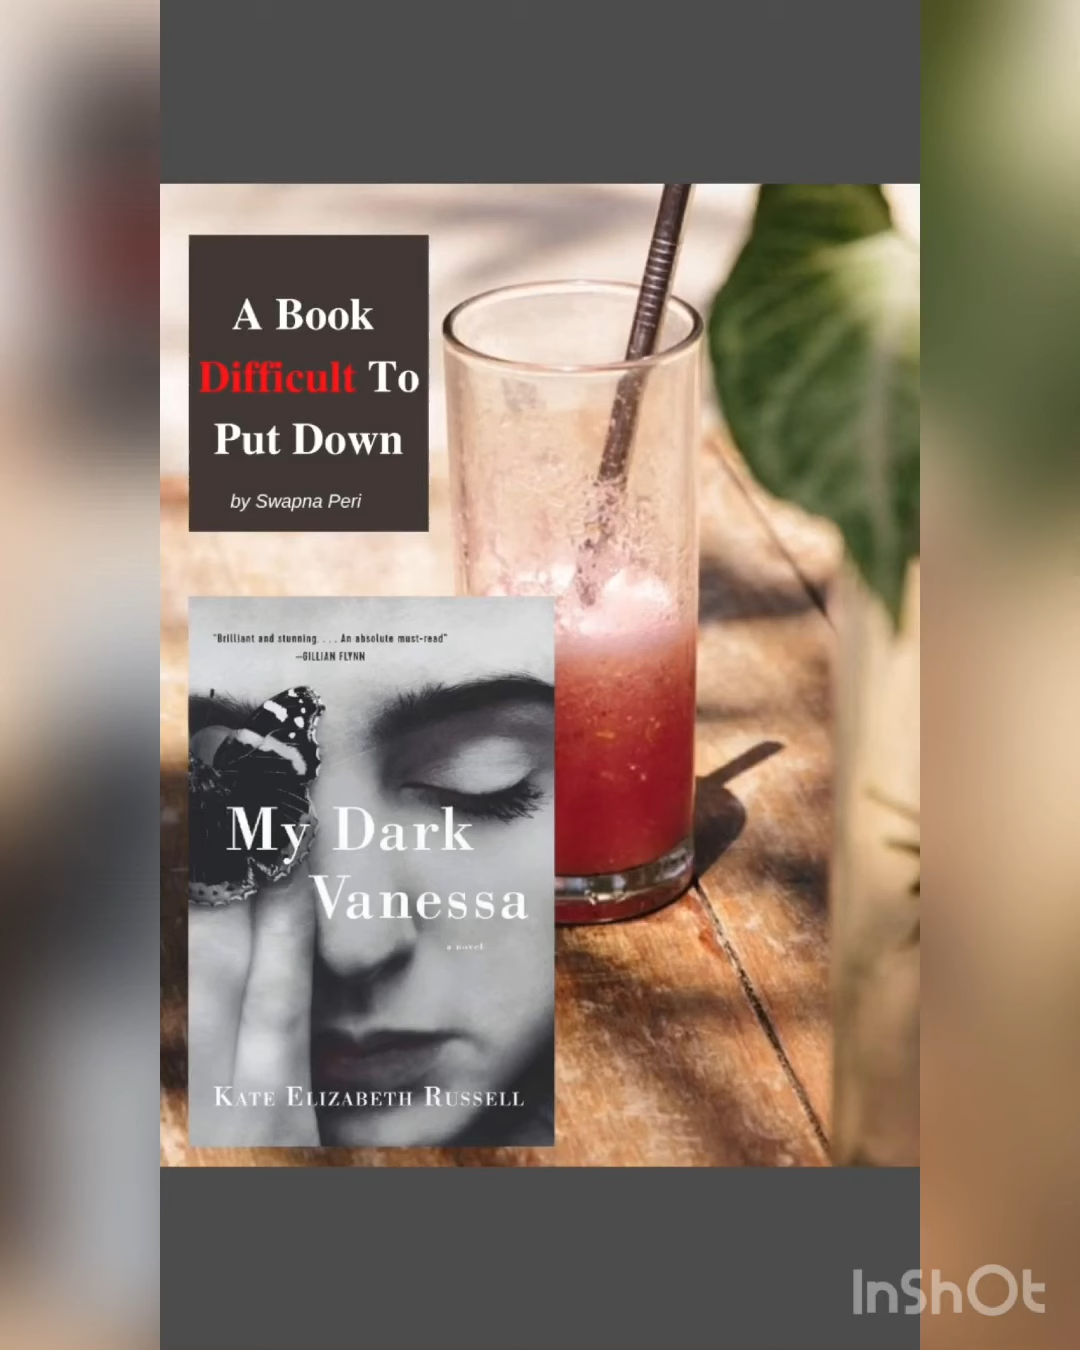 A Book
Difficult To
Put Down
by Swapna Peri
"Brilliant and stunning. . . . An absolute must-read"
—GILLIAN FLYNN
My Dark
Vanessa
a novel
KATE ELIZABETH RUSSELL
InShOt